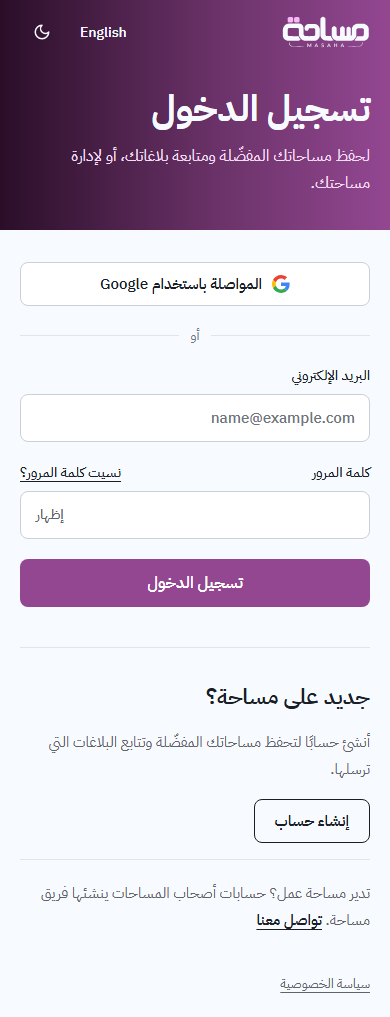 مساحة
MASAHA
English
تسجيل الدخول
لحفظ مساحاتك المفضّلة ومتابعة بلاغاتك، أو لإدارة
مساحتك.
المواصلة باستخدام Google
أو
البريد الإلكتروني
name@example.com
كلمة المرور
نسيت كلمة المرور؟
إظهار
تسجيل الدخول
جديد على مساحة؟
أنشئ حسابًا لتحفظ مساحاتك المفضّلة وتتابع البلاغات التي
ترسلها.
إنشاء حساب
تدير مساحة عمل؟ حسابات أصحاب المساحات ينشئها فريق
مساحة. تواصل معنا
سياسة الخصوصية